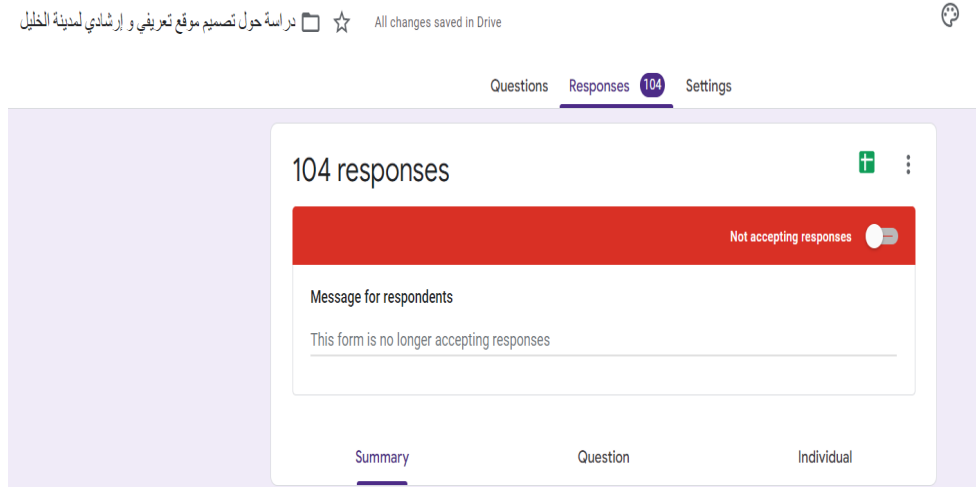 دراسة حول تصميم موقع تعريفي و إرشادي لمدينة الخليل
All changes saved in Drive
Questions Responses 104 Settings
104 responses
Not accepting responses
Message for respondents
This form is no longer accepting responses
Summary Question Individual